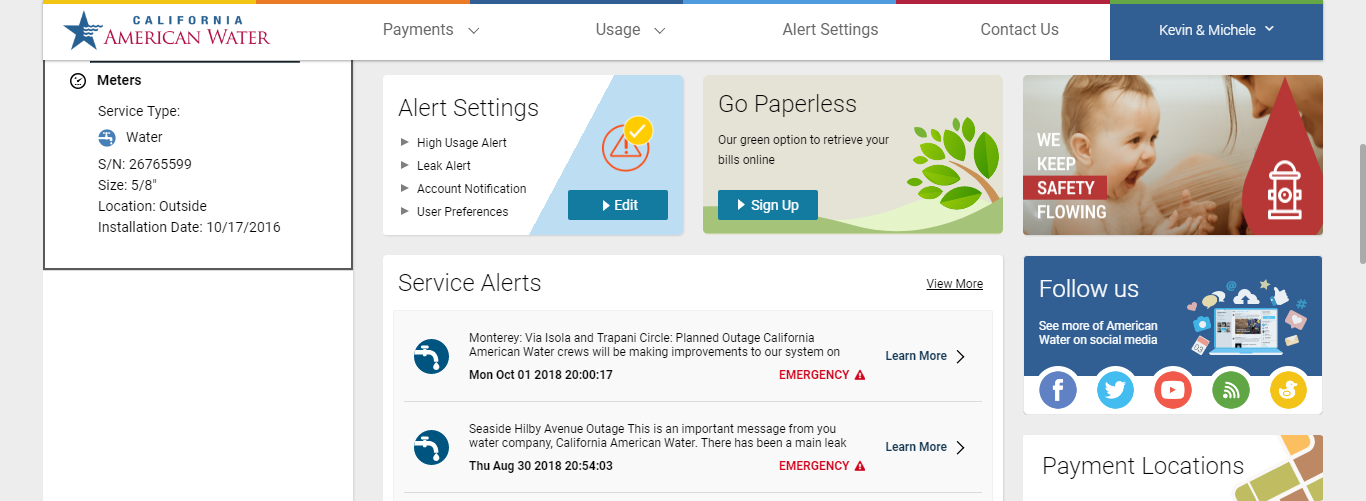 CALIFORNIA
AMERICAN WATER
Payments
Usage
Alert Settings
Contact Us
Kevin & Michele
Meters
Service Type:
Water
S/N: 26765599
Size: 5/8"
Location: Outside
Installation Date: 10/17/2016
Alert Settings
High Usage Alert
Leak Alert
Account Notification
User Preferences
Edit
Go Paperless
Our green option to retrieve your
bills online
Sign Up
WE
KEEP
SAFETY
FLOWING
Service Alerts
View More
Monterey: Via Isola and Trapani Circle: Planned Outage California
American Water crews will be making improvements to our system on
Mon Oct 01 2018 20:00:17
EMERGENCY
Learn More
Seaside Hilby Avenue Outage This is an important message from you
water company, California American Water. There has been a main leak
Thu Aug 30 2018 20:54:03
EMERGENCY
Learn More
Follow us
See more of American
Water on social media
Payment Locations